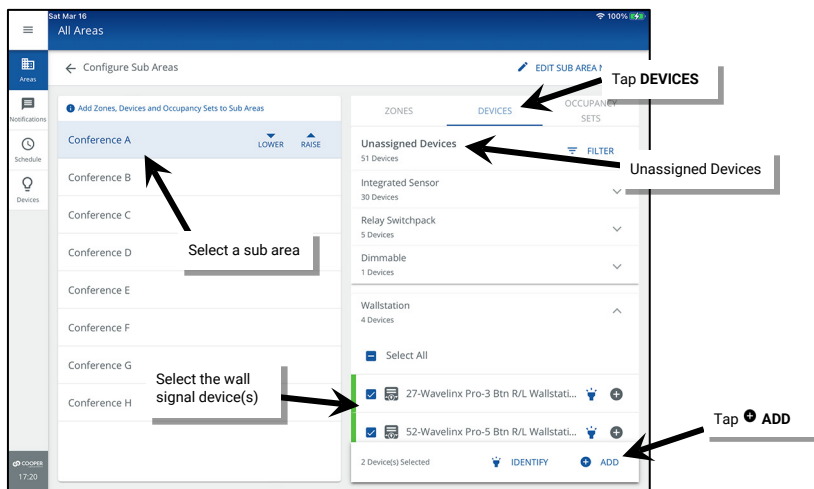 Sat Mar 16
100%
All Areas
Areas
Notifications
Schedule
Devices
COOPER
17:20
Configure Sub Areas
EDIT SUB AREA
Add Zones, Devices and Occupancy Sets to Sub Areas
Conference A
LOWER
RAISE
Conference B
Conference C
Conference D
Conference E
Conference F
Conference G
Conference H
ZONES
DEVICES
OCCUPANCY
SETS
Unassigned Devices
51 Devices
FILTER
Integrated Sensor
30 Devices
Relay Switchpack
5 Devices
Dimmable
1 Devices
Wallstation
4 Devices
Select All
27-Wavelinx Pro-3 Btn R/L Wallstati...
52-Wavelinx Pro-5 Btn R/L Wallstati...
2 Device(s) Selected
IDENTIFY
ADD
Tap DEVICES
Unassigned Devices
Select a sub area
Select the wall
signal device(s)
Tap ADD